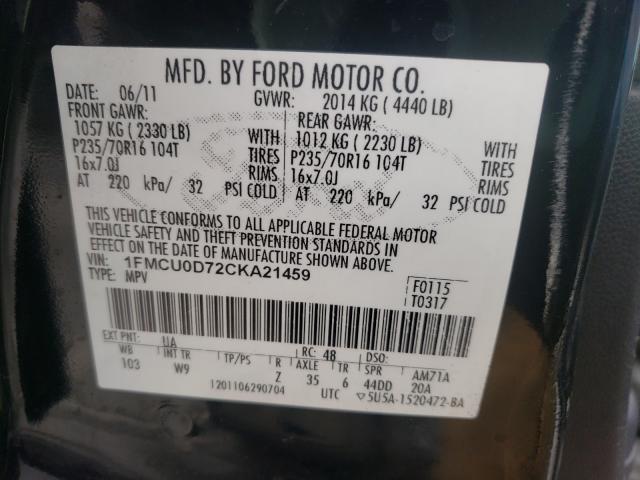 MFD. BY FORD MOTOR CO.
DATE: 06/11 GVWR: 2014 KG ( 4440 LB)
FRONT GAWR: REAR GAWR:
1057 KG ( 2330 LB) WITH 1012 KG ( 2230 LB) WITH
P235/70R16 104T TIRES P235/70R16 104T TIRES
16x7.0J RIMS 16x7.0J RIMS
AT 220 kPa/ 32 PSI COLD AT 220 kPa/ 32 PSI COLD
THIS VEHICLE CONFORMS TO ALL APPLICABLE FEDERAL MOTOR
VEHICLE SAFETY AND THEFT PREVENTION STANDARDS IN
EFFECT ON THE DATE OF MANUFACTURE SHOWN ABOVE.
VIN: 1FMCU0D72CKA21459
TYPE: MPV
F0115
T0317
EXT PNT: UA RC: 48 DSO:
WB INT TR TP/PS R AXLE TR SPR AM71A
103 W9 Z 35 6 44DD 20A
1201106290704 UTC ▽5U5A-1520472-BA